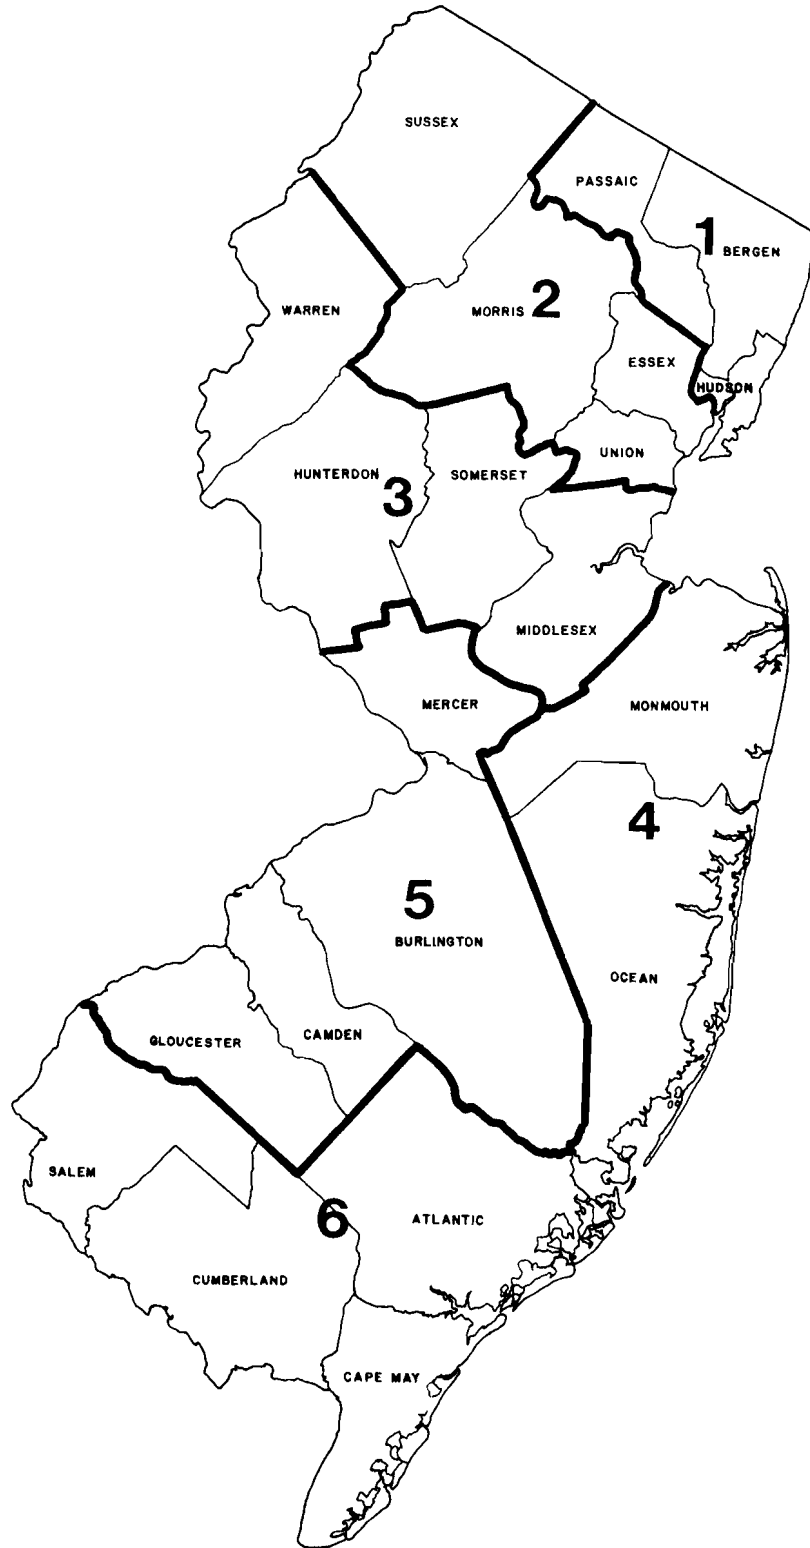 SUSSEX
PASSAIC
1
BERGEN
WARREN
MORRIS 2
ESSEX
HUDSON
UNION
HUNTERDON
3
SOMERSET
MIDDLESEX
MERCER
MONMOUTH
4
5
BURLINGTON
OCEAN
GLOUCESTER
CAMDEN
SALEM
6
ATLANTIC
CUMBERLAND
CAPE MAY